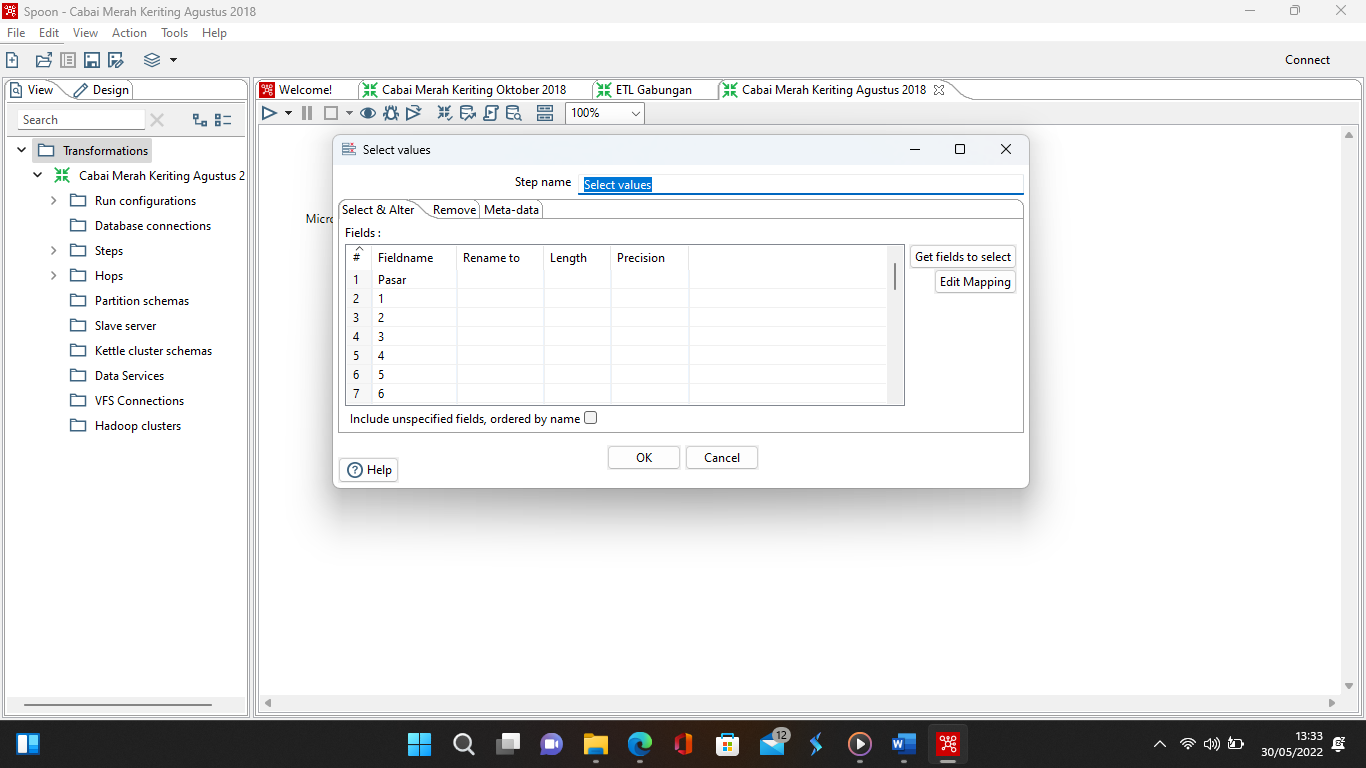 Spoon - Cabai Merah Keriting Agustus 2018
File Edit View Action Tools Help
Connect
View Design
Welcome! Cabai Merah Keriting Oktober 2018 ETL Gabungan Cabai Merah Keriting Agustus 2018
Search
100%
Transformations
Cabai Merah Keriting Agustus 2
Run configurations
Database connections
Steps
Hops
Partition schemas
Slave server
Kettle cluster schemas
Data Services
VFS Connections
Hadoop clusters
Micro
Select values
Step name Select values
Select & Alter Remove Meta-data
Fields :
# Fieldname Rename to Length Precision
1 Pasar
2 1
3 2
4 3
5 4
6 5
7 6
Get fields to select
Edit Mapping
Include unspecified fields, ordered by name
OK Cancel
Help
12
13:33
30/05/2022